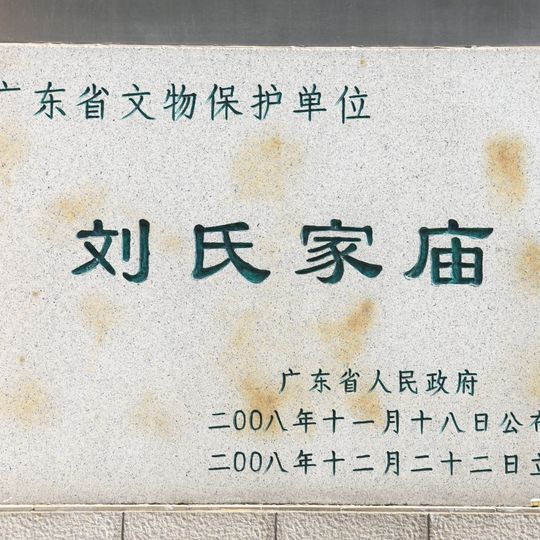 广东省文物保护单位
刘氏家庙
广东省人民政府
二〇〇八年十一月十八日公布
二〇〇八年十二月二十二日立